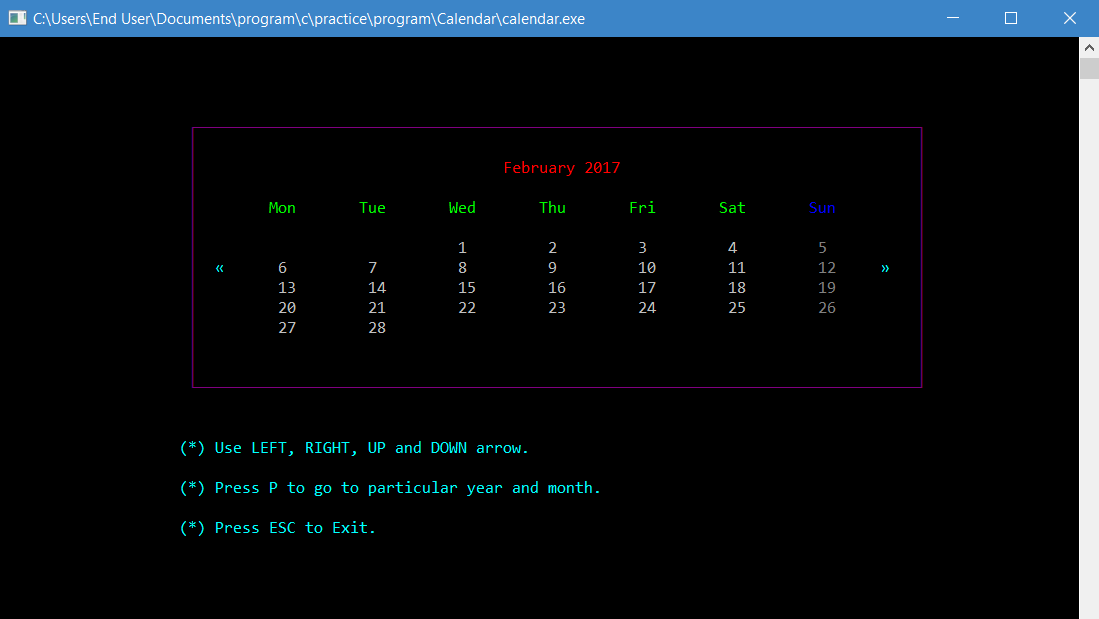 C:\Users\End User\Documents\program\c\practice\program\Calendar\calendar.exe
February 2017
Mon Tue Wed Thu Fri Sat Sun
1 2 3 4 5
« 6 7 8 9 10 11 12 »
13 14 15 16 17 18 19
20 21 22 23 24 25 26
27 28
(*) Use LEFT, RIGHT, UP and DOWN arrow.
(*) Press P to go to particular year and month.
(*) Press ESC to Exit.